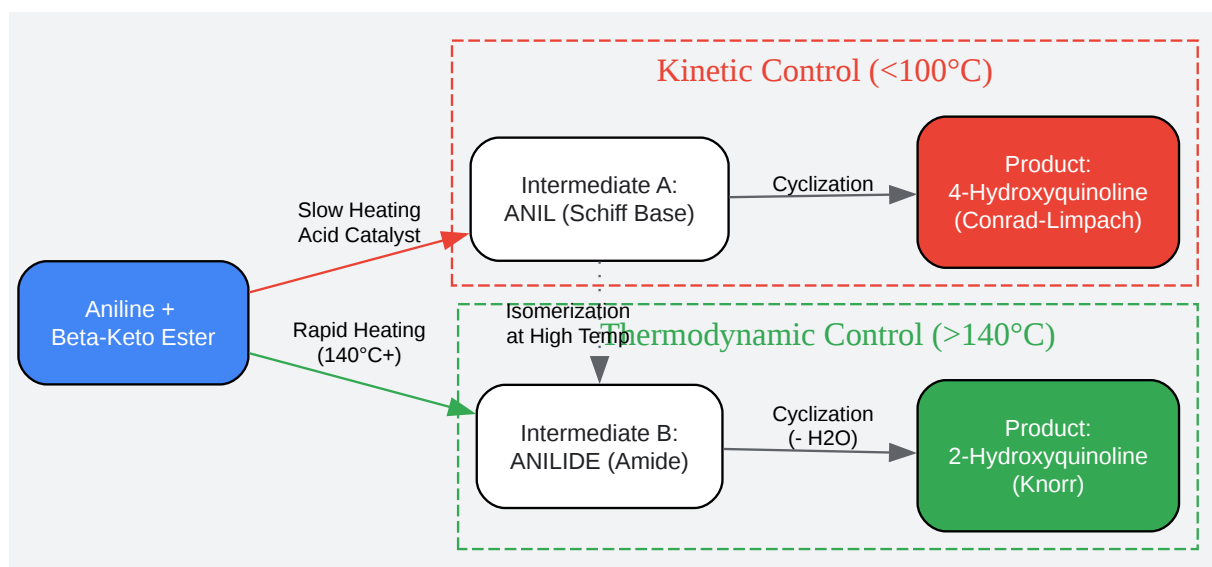 Kinetic Control (<100°C)
Slow Heating
Acid Catalyst
Intermediate A:
ANIL (Schiff Base)
Cyclization
Product:
4-Hydroxyquinoline
(Conrad-Limpach)
Aniline +
Beta-Keto Ester
Isomerization
at High Temp
Thermodynamic Control (>140°C)
Rapid Heating
(140°C+)
Intermediate B:
ANILIDE (Amide)
Cyclization
(- H2O)
Product:
2-Hydroxyquinoline
(Knorr)